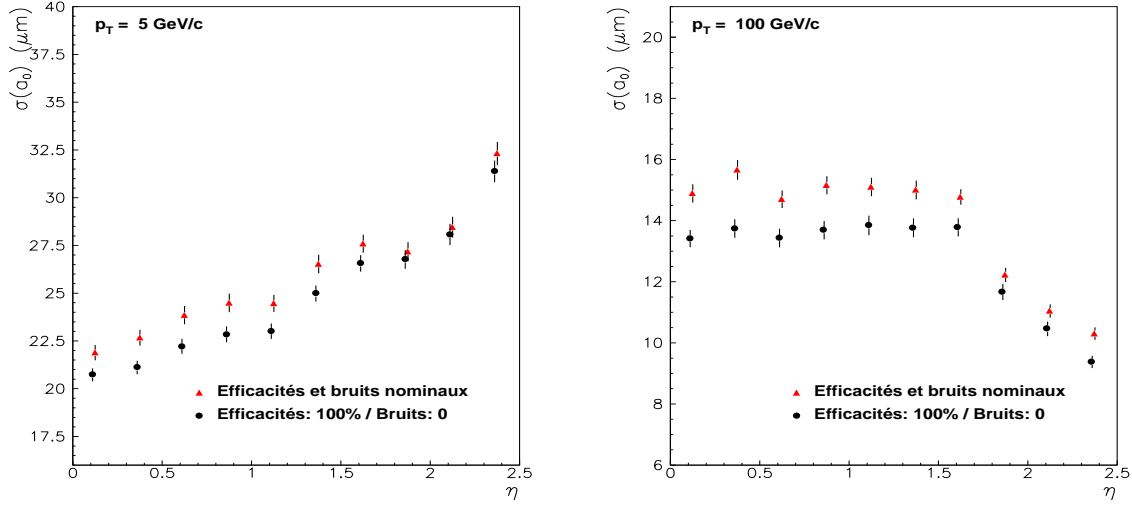 p_T = 5 GeV/c
σ(a₀) (μm)
40
37.5
35
32.5
30
27.5
25
22.5
20
17.5
Efficacités et bruits nominaux
Efficacités: 100% / Bruits: 0
0 0.5 1 1.5 2 2.5
η
p_T = 100 GeV/c
σ(a₀) (μm)
20
18
16
14
12
10
8
6
Efficacités et bruits nominaux
Efficacités: 100% / Bruits: 0
0 0.5 1 1.5 2 2.5
η